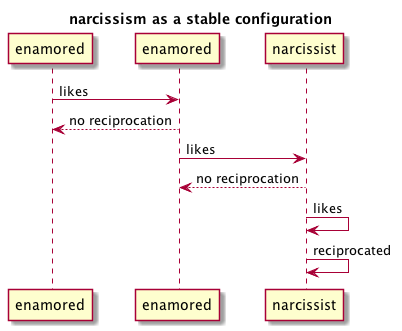 narcissism as a stable configuration
enamored enamored narcissist
likes
no reciprocation
likes
no reciprocation
likes
reciprocated
enamored enamored narcissist